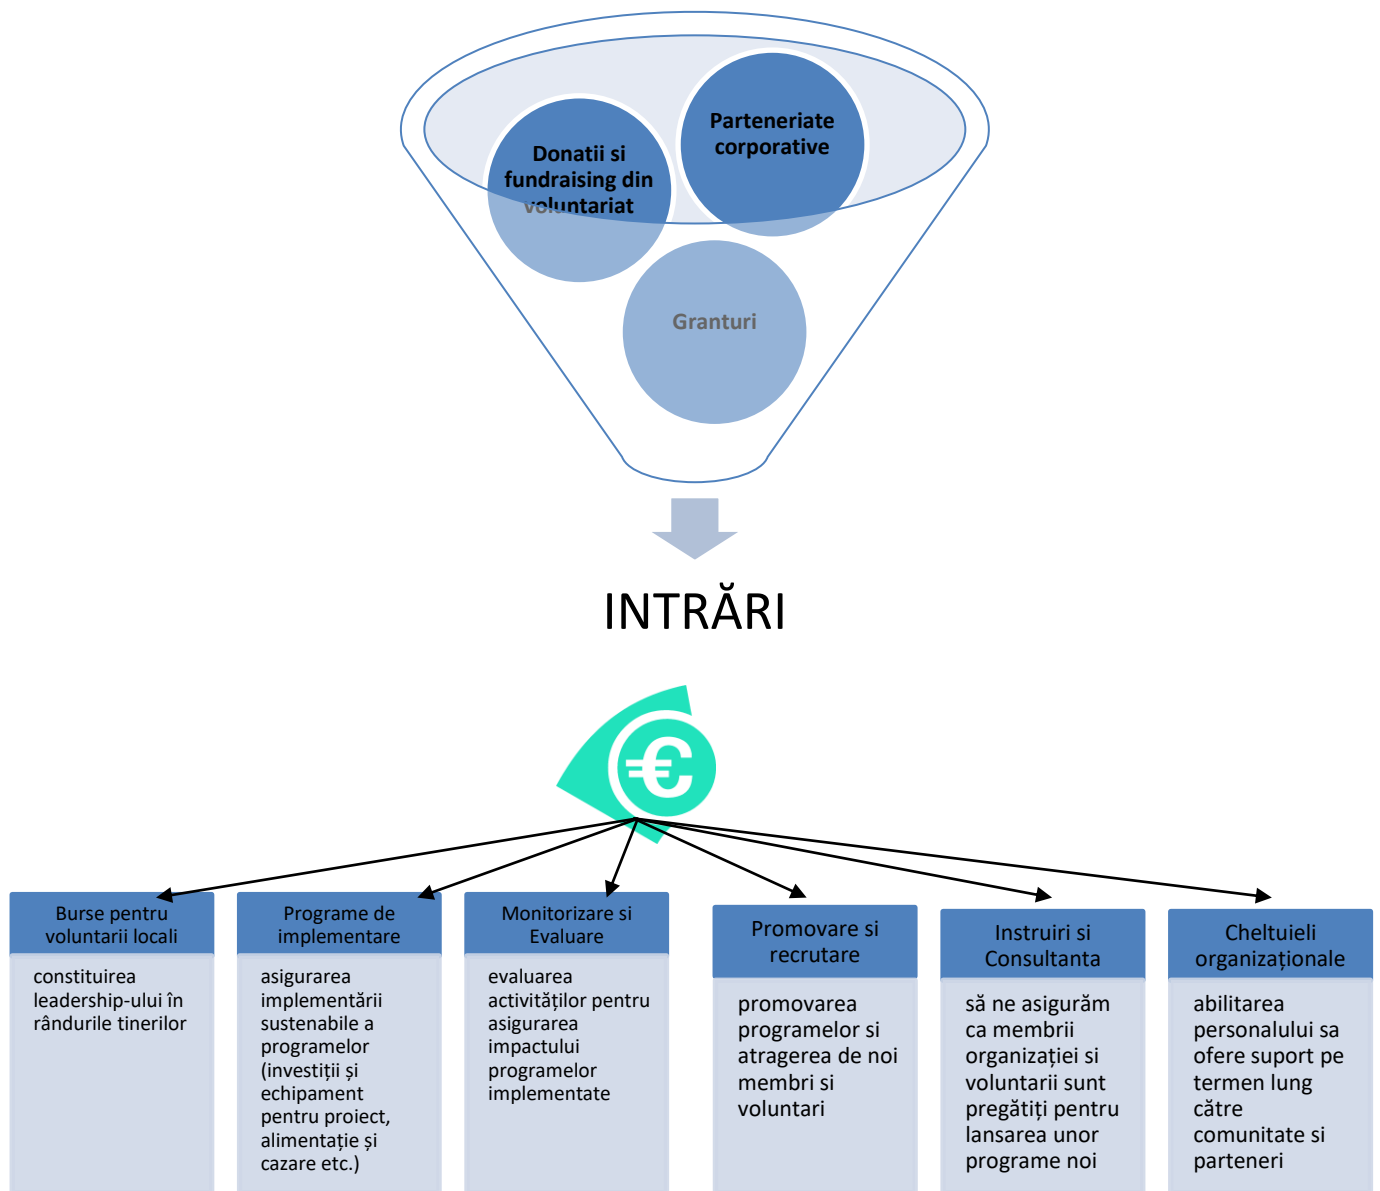 Parteneriate
corporative
Donatii si
fundraising din
voluntariat
Granturi
INTRĂRI
€
Burse pentru
voluntarii locali
constituirea
leadership-ului în
rândurile tinerilor
Programe de
implementare
asigurarea
implementării
sustenabile a
programelor
(investiții și
echipament
pentru proiect,
alimentație și
cazare etc.)
Monitorizare si
Evaluare
evaluarea
activităților pentru
asigurarea
impactului
programelor
implementate
Promovare si
recrutare
promovarea
programelor si
atragerea de noi
membri si
voluntari
Instruiri si
Consultanta
să ne asigurăm
ca membrii
organizației si
voluntarii sunt
pregătiți pentru
lansarea unor
programe noi
Cheltuieli
organizaționale
abilitarea
personalului sa
ofere suport pe
termen lung
către
comunitate si
parteneri